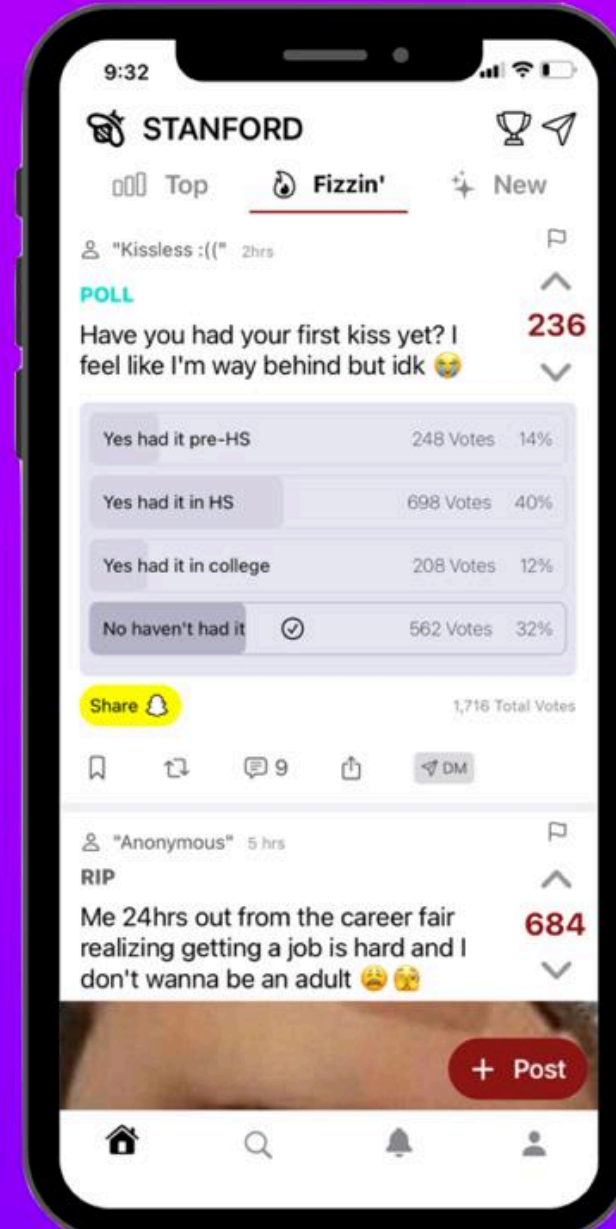 9:32
STANFORD
Top Fizzin' New
"Kissless :((" 2hrs
POLL
Have you had your first kiss yet? I
feel like I'm way behind but idk 😭
236
Yes had it pre-HS 248 Votes 14%
Yes had it in HS 698 Votes 40%
Yes had it in college 208 Votes 12%
No haven't had it 562 Votes 32%
Share 1,716 Total Votes
9 DM
"Anonymous" 5 hrs
RIP
Me 24hrs out from the career fair
realizing getting a job is hard and I
don't wanna be an adult 😩🫣
684
+ Post